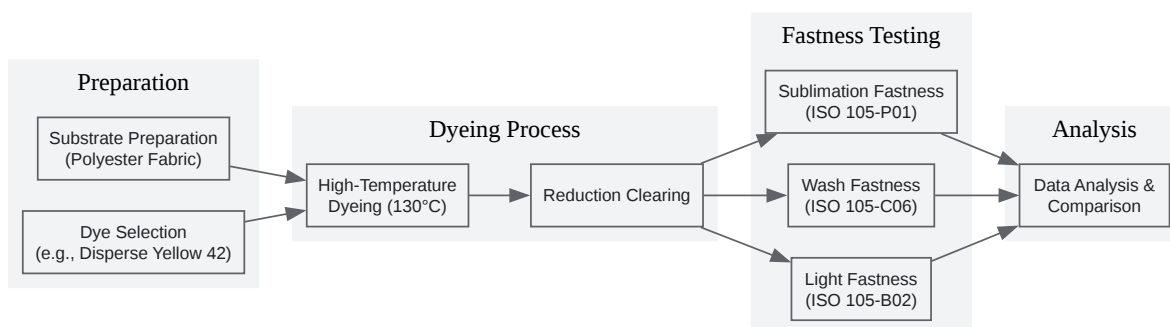 Preparation
Substrate Preparation
(Polyester Fabric)
Dye Selection
(e.g., Disperse Yellow 42)
Dyeing Process
High-Temperature
Dyeing (130°C)
Reduction Clearing
Fastness Testing
Sublimation Fastness
(ISO 105-P01)
Wash Fastness
(ISO 105-C06)
Light Fastness
(ISO 105-B02)
Analysis
Data Analysis &
Comparison